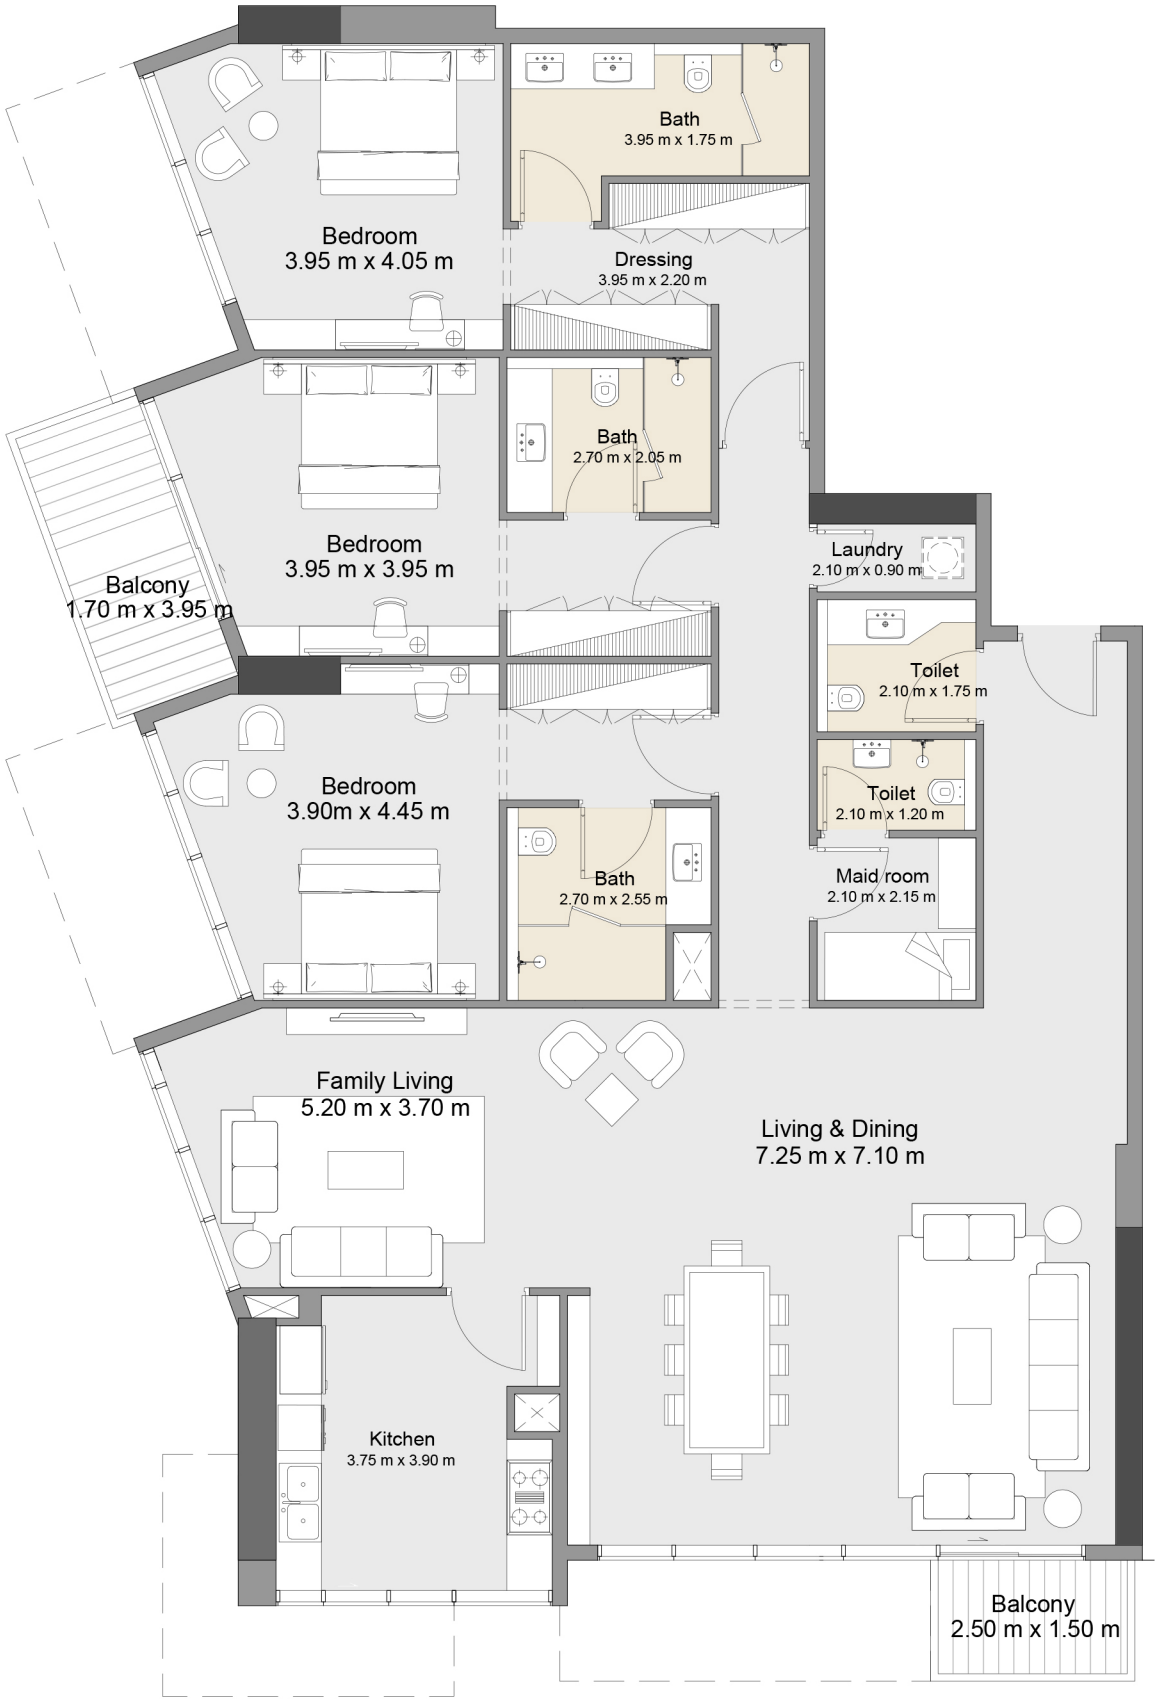 Bath
3.95 m x 1.75 m
Bedroom
3.95 m x 4.05 m
Dressing
3.95 m x 2.20 m
Bath
2.70 m x 2.05 m
Bedroom
3.95 m x 3.95 m
Laundry
2.10 m x 0.90 m
Balcony
1.70 m x 3.95 m
Toilet
2.10 m x 1.75 m
Bedroom
3.90m x 4.45 m
Toilet
2.10 m x 1.20 m
Bath
2.70 m x 2.55 m
Maid room
2.10 m x 2.15 m
Family Living
5.20 m x 3.70 m
Living & Dining
7.25 m x 7.10 m
Kitchen
3.75 m x 3.90 m
Balcony
2.50 m x 1.50 m